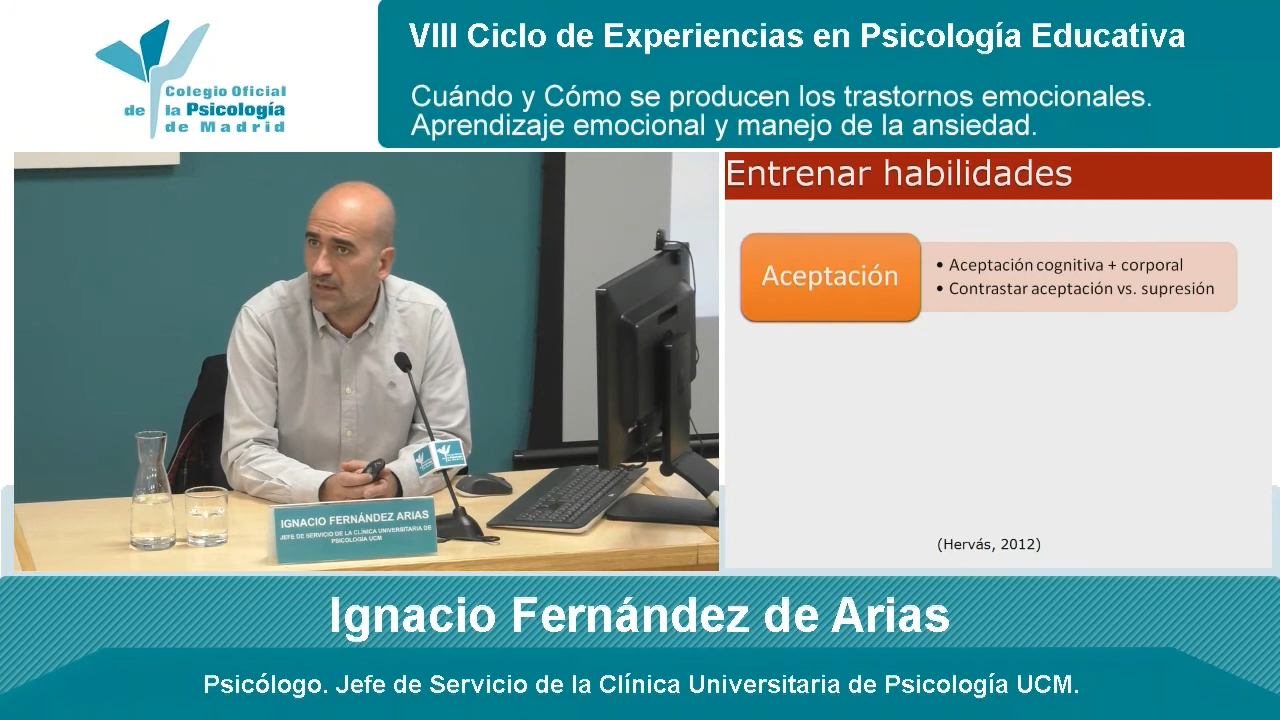 Colegio Oficial
de la Psicología
de Madrid
VIII Ciclo de Experiencias en Psicología Educativa
Cuándo y Cómo se producen los trastornos emocionales.
Aprendizaje emocional y manejo de la ansiedad.
Entrenar habilidades
Aceptación
• Aceptación cognitiva + corporal
• Contrastar aceptación vs. supresión
(Hervás, 2012)
IGNACIO FERNÁNDEZ ARIAS
JEFE DE SERVICIO DE LA CLÍNICA UNIVERSITARIA DE
PSICOLOGÍA UCM
Ignacio Fernández de Arias
Psicólogo. Jefe de Servicio de la Clínica Universitaria de Psicología UCM.